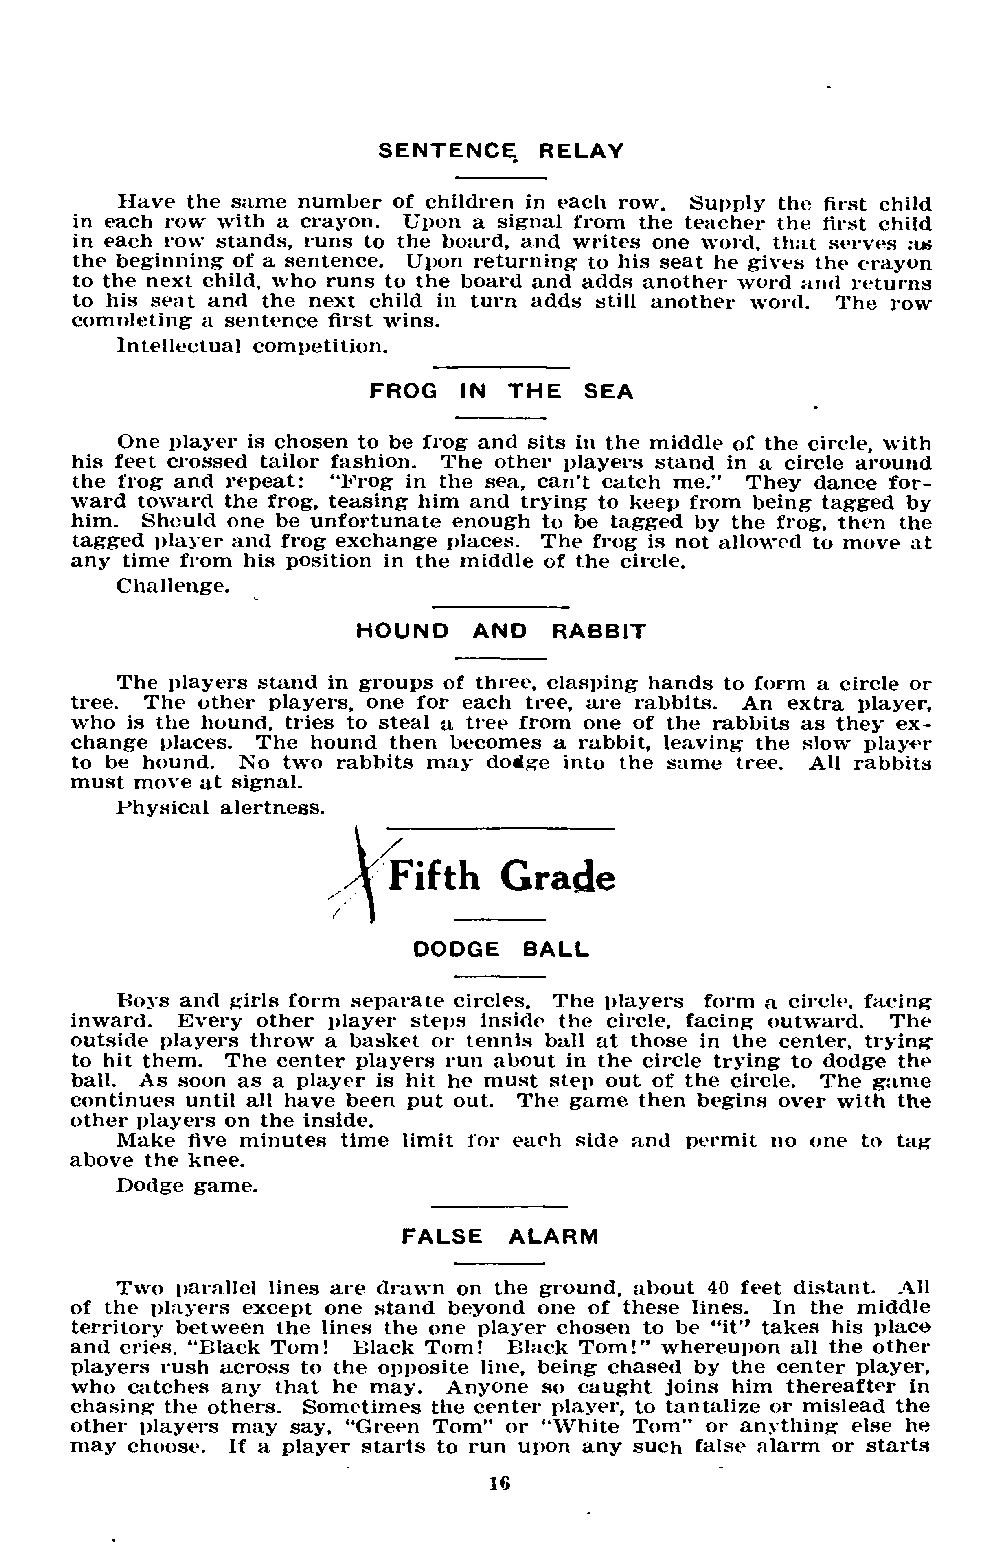 SENTENCE RELAY
Have the same number of children in each row. Supply the first child
in each row with a crayon. Upon a signal from the teacher the first child
in each row stands, runs to the board, and writes one word, that serves as
the beginning of a sentence. Upon returning to his seat he gives the crayon
to the next child, who runs to the board and adds another word and returns
to his seat and the next child in turn adds still another word. The row
completing a sentence first wins.
Intellectual competition.
FROG IN THE SEA
One player is chosen to be frog and sits in the middle of the circle, with
his feet crossed tailor fashion. The other players stand in a circle around
the frog and repeat: "Frog in the sea, can't catch me." They dance for-
ward toward the frog, teasing him and trying to keep from being tagged by
him. Should one be unfortunate enough to be tagged by the frog, then the
tagged player and frog exchange places. The frog is not allowed to move at
any time from his position in the middle of the circle.
Challenge.
HOUND AND RABBIT
The players stand in groups of three, clasping hands to form a circle or
tree. The other players, one for each tree, are rabbits. An extra player,
who is the hound, tries to steal a tree from one of the rabbits as they ex-
change places. The hound then becomes a rabbit, leaving the slow player
to be hound. No two rabbits may dodge into the same tree. All rabbits
must move at signal.
Physical alertness.
Fifth Grade
DODGE BALL
Boys and girls form separate circles. The players form a circle, facing
inward. Every other player steps inside the circle, facing outward. The
outside players throw a basket or tennis ball at those in the center, trying
to hit them. The center players run about in the circle trying to dodge the
ball. As soon as a player is hit he must step out of the circle. The game
continues until all have been put out. The game then begins over with the
other players on the inside.
Make five minutes time limit for each side and permit no one to tag
above the knee.
Dodge game.
FALSE ALARM
Two parallel lines are drawn on the ground, about 40 feet distant. All
of the players except one stand beyond one of these lines. In the middle
territory between the lines the one player chosen to be "it" takes his place
and cries, "Black Tom! Black Tom! Black Tom!" whereupon all the other
players rush across to the opposite line, being chased by the center player,
who catches any that he may. Anyone so caught joins him thereafter in
chasing the others. Sometimes the center player, to tantalize or mislead the
other players may say, "Green Tom" or "White Tom" or anything else he
may choose. If a player starts to run upon any such false alarm or starts
16